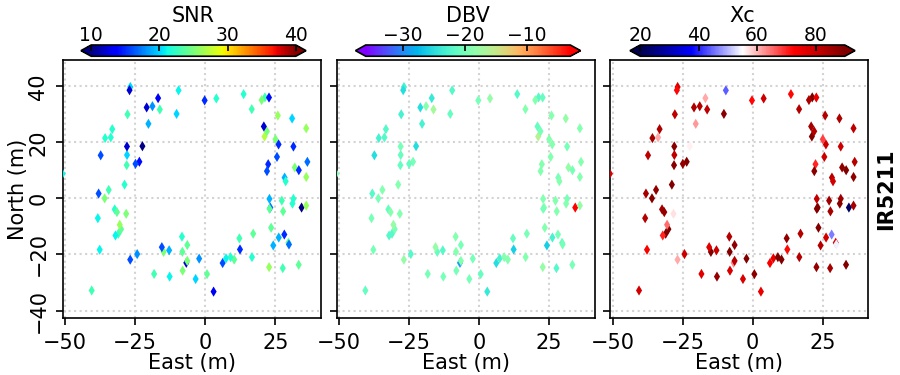 SNR DBV Xc
10 20 30 40 −30 −20 −10 20 40 60 80
40
20
0
−20
−40
North (m)
−50 −25 0 25 −50 −25 0 25 −50 −25 0 25
East (m) East (m) East (m)
IR5211